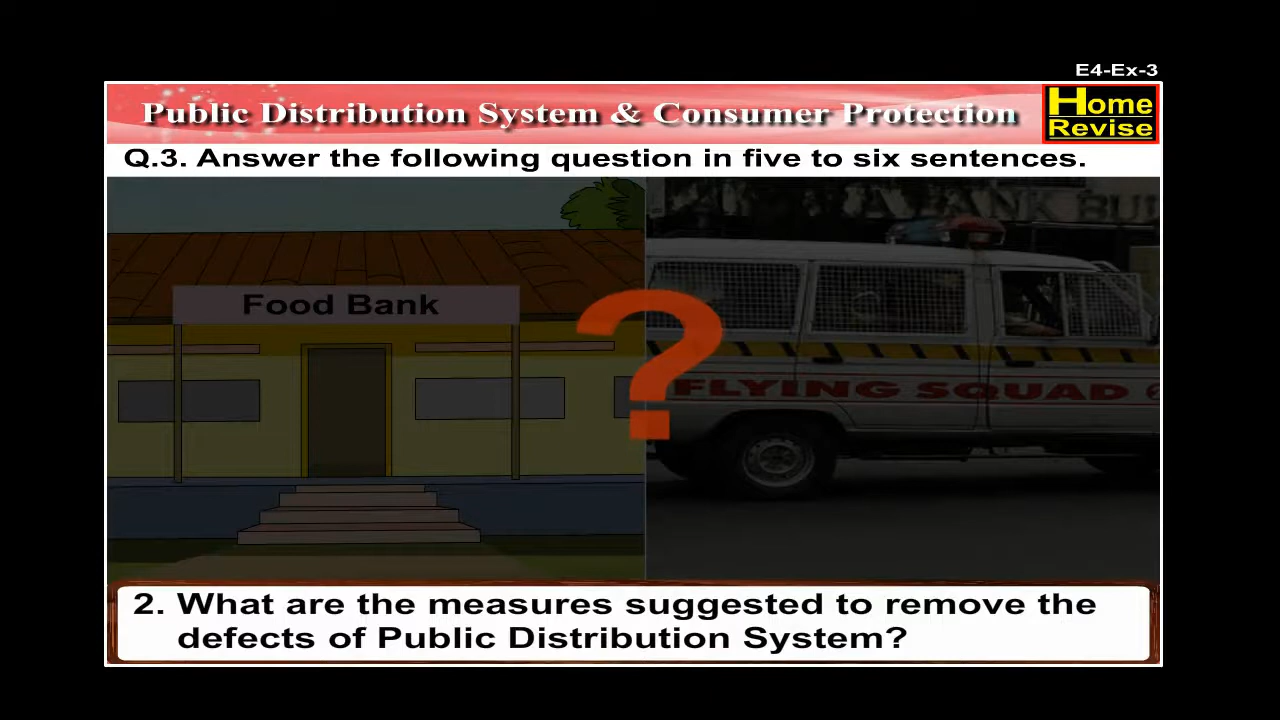 E4-Ex-3
Public Distribution System & Consumer Protection
Home
Revise
Q.3. Answer the following question in five to six sentences.
BANK BUI
Food Bank
?
FLYING SQUAD
2. What are the measures suggested to remove the
defects of Public Distribution System?